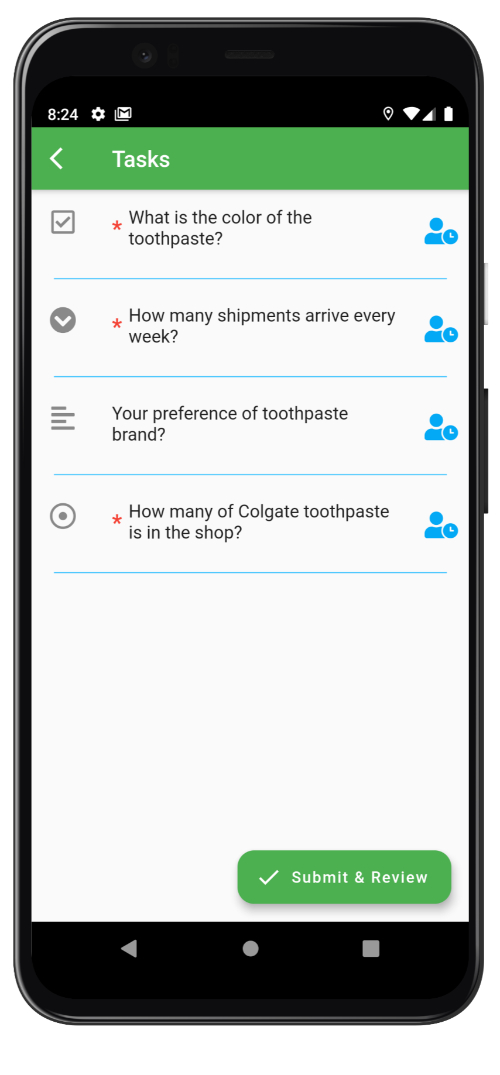 8:24
Tasks
* What is the color of the
toothpaste?
* How many shipments arrive every
week?
Your preference of toothpaste
brand?
* How many of Colgate toothpaste
is in the shop?
Submit & Review